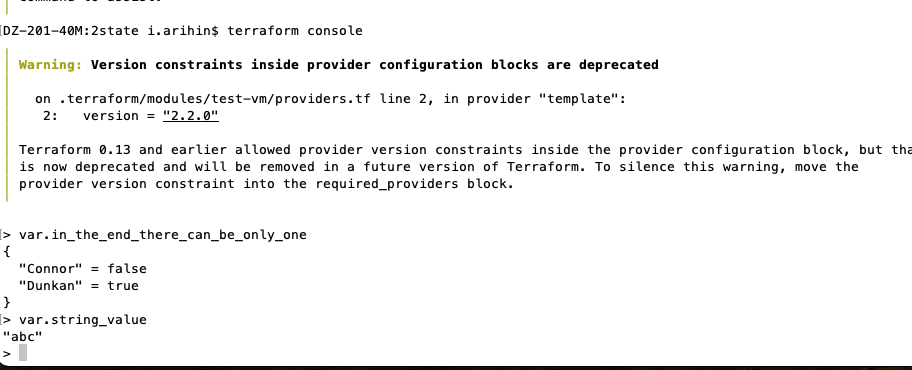 DZ-201-40M:2state i.arihin$ terraform console
Warning: Version constraints inside provider configuration blocks are deprecated
on .terraform/modules/test-vm/providers.tf line 2, in provider "template":
2: version = "2.2.0"
Terraform 0.13 and earlier allowed provider version constraints inside the provider configuration block, but
is now deprecated and will be removed in a future version of Terraform. To silence this warning, move the
provider version constraint into the required_providers block.
> var.in_the_end_there_can_be_only_one
{
"Connor" = false
"Dunkan" = true
}
> var.string_value
"abc"
>